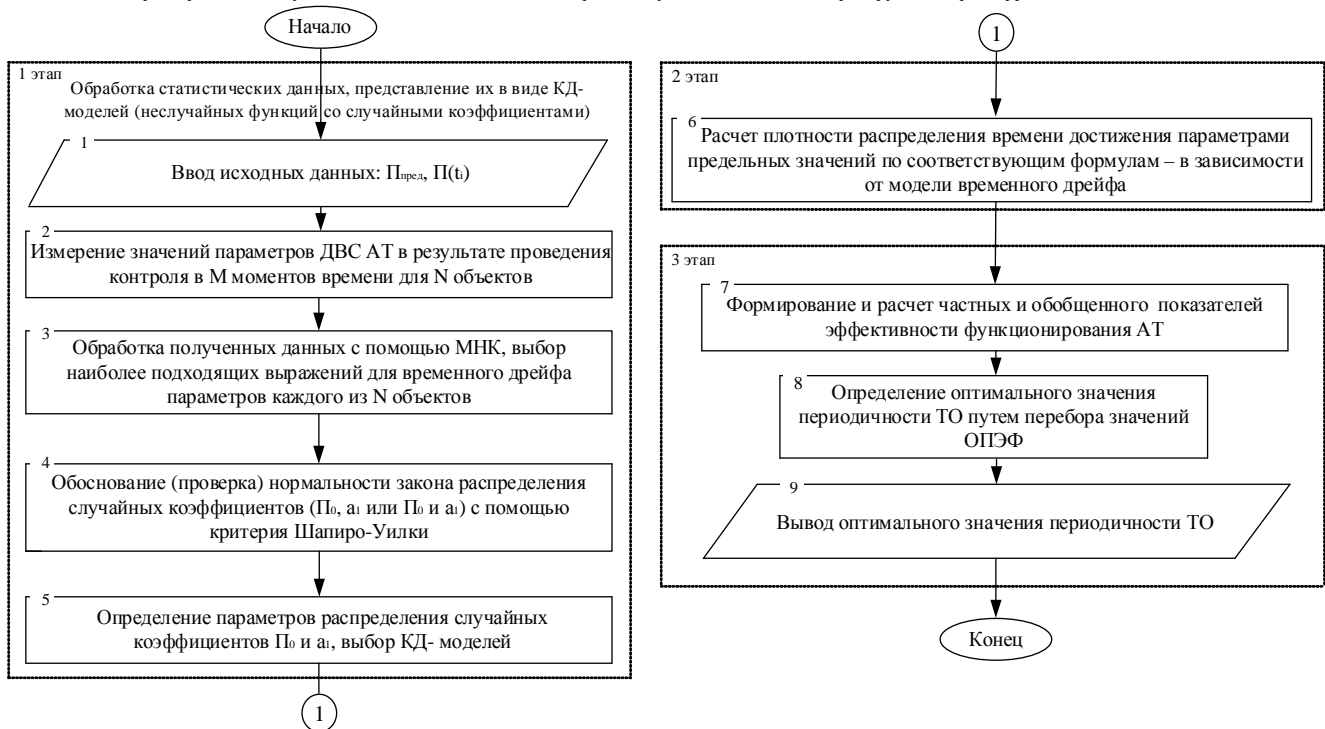 Начало
1 этап
Обработка статистических данных, представление их в виде КД-
моделей (неслучайных функций со случайными коэффициентами)
1
Ввод исходных данных: Ппред, П(ti)
2
Измерение значений параметров ДВС АТ в результате проведения
контроля в М моментов времени для N объектов
3
Обработка полученных данных с помощью МНК, выбор
наиболее подходящих выражений для временного дрейфа
параметров каждого из N объектов
4
Обоснование (проверка) нормальности закона распределения
случайных коэффициентов (П0, а1 или П0 и а1) с помощью
критерия Шапиро-Уилки
5
Определение параметров распределения случайных
коэффициентов П0 и а1, выбор КД- моделей
1
1
2 этап
6
Расчет плотности распределения времени достижения параметрами
предельных значений по соответствующим формулам – в зависимости
от модели временного дрейфа
3 этап
7
Формирование и расчет частных и обобщенного показателей
эффективности функционирования АТ
8
Определение оптимального значения
периодичности ТО путем перебора значений
ОПЭФ
9
Вывод оптимального значения периодичности ТО
Конец